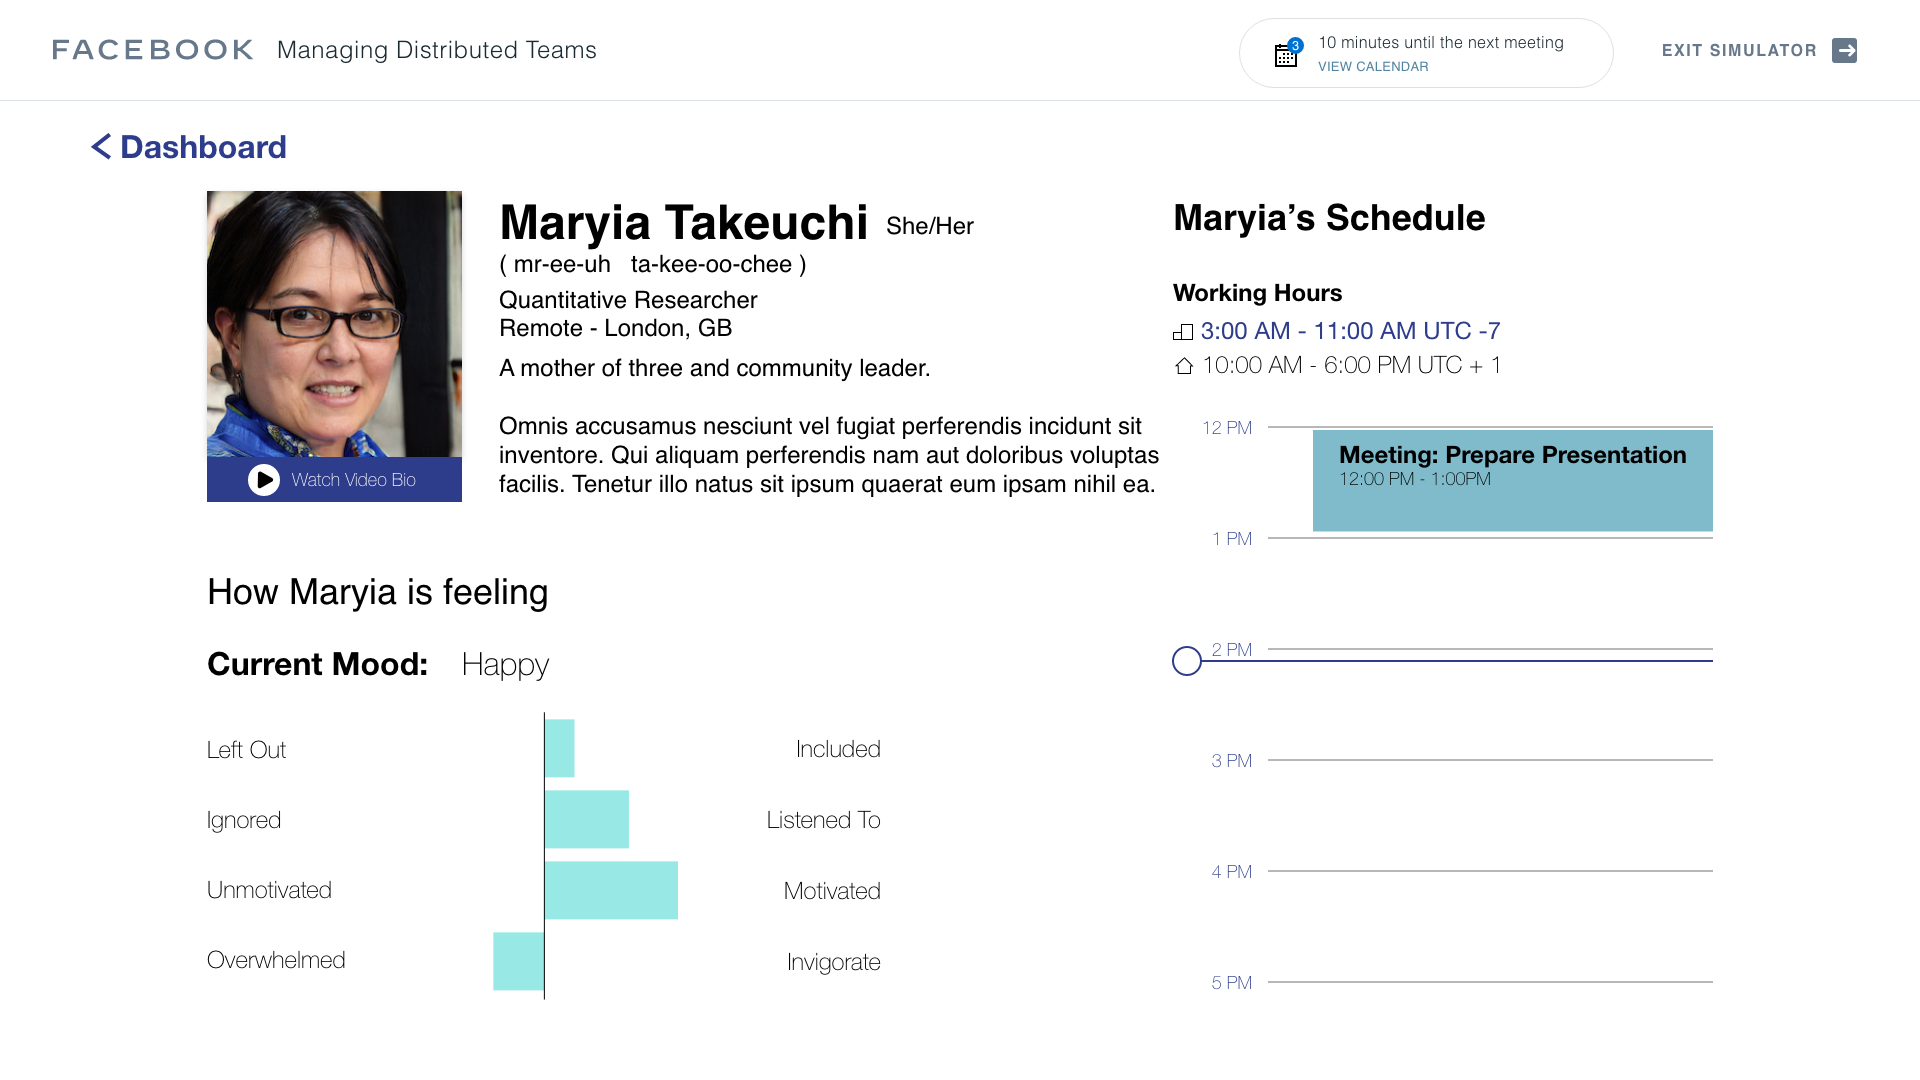 FACEBOOK Managing Distributed Teams
3
10 minutes until the next meeting
VIEW CALENDAR
EXIT SIMULATOR
< Dashboard
Maryia Takeuchi She/Her
( mr-ee-uh ta-kee-oo-chee )
Quantitative Researcher
Remote - London, GB
A mother of three and community leader.
Omnis accusamus nesciunt vel fugiat perferendis incidunt sit
inventore. Qui aliquam perferendis nam aut doloribus voluptas
facilis. Tenetur illo natus sit ipsum quaerat eum ipsam nihil ea.
Watch Video Bio
How Maryia is feeling
Current Mood: Happy
Left Out Included
Ignored Listened To
Unmotivated Motivated
Overwhelmed Invigorate
Maryia’s Schedule
Working Hours
3:00 AM - 11:00 AM UTC -7
10:00 AM - 6:00 PM UTC + 1
12 PM
Meeting: Prepare Presentation
12:00 PM - 1:00PM
1 PM
2 PM
3 PM
4 PM
5 PM